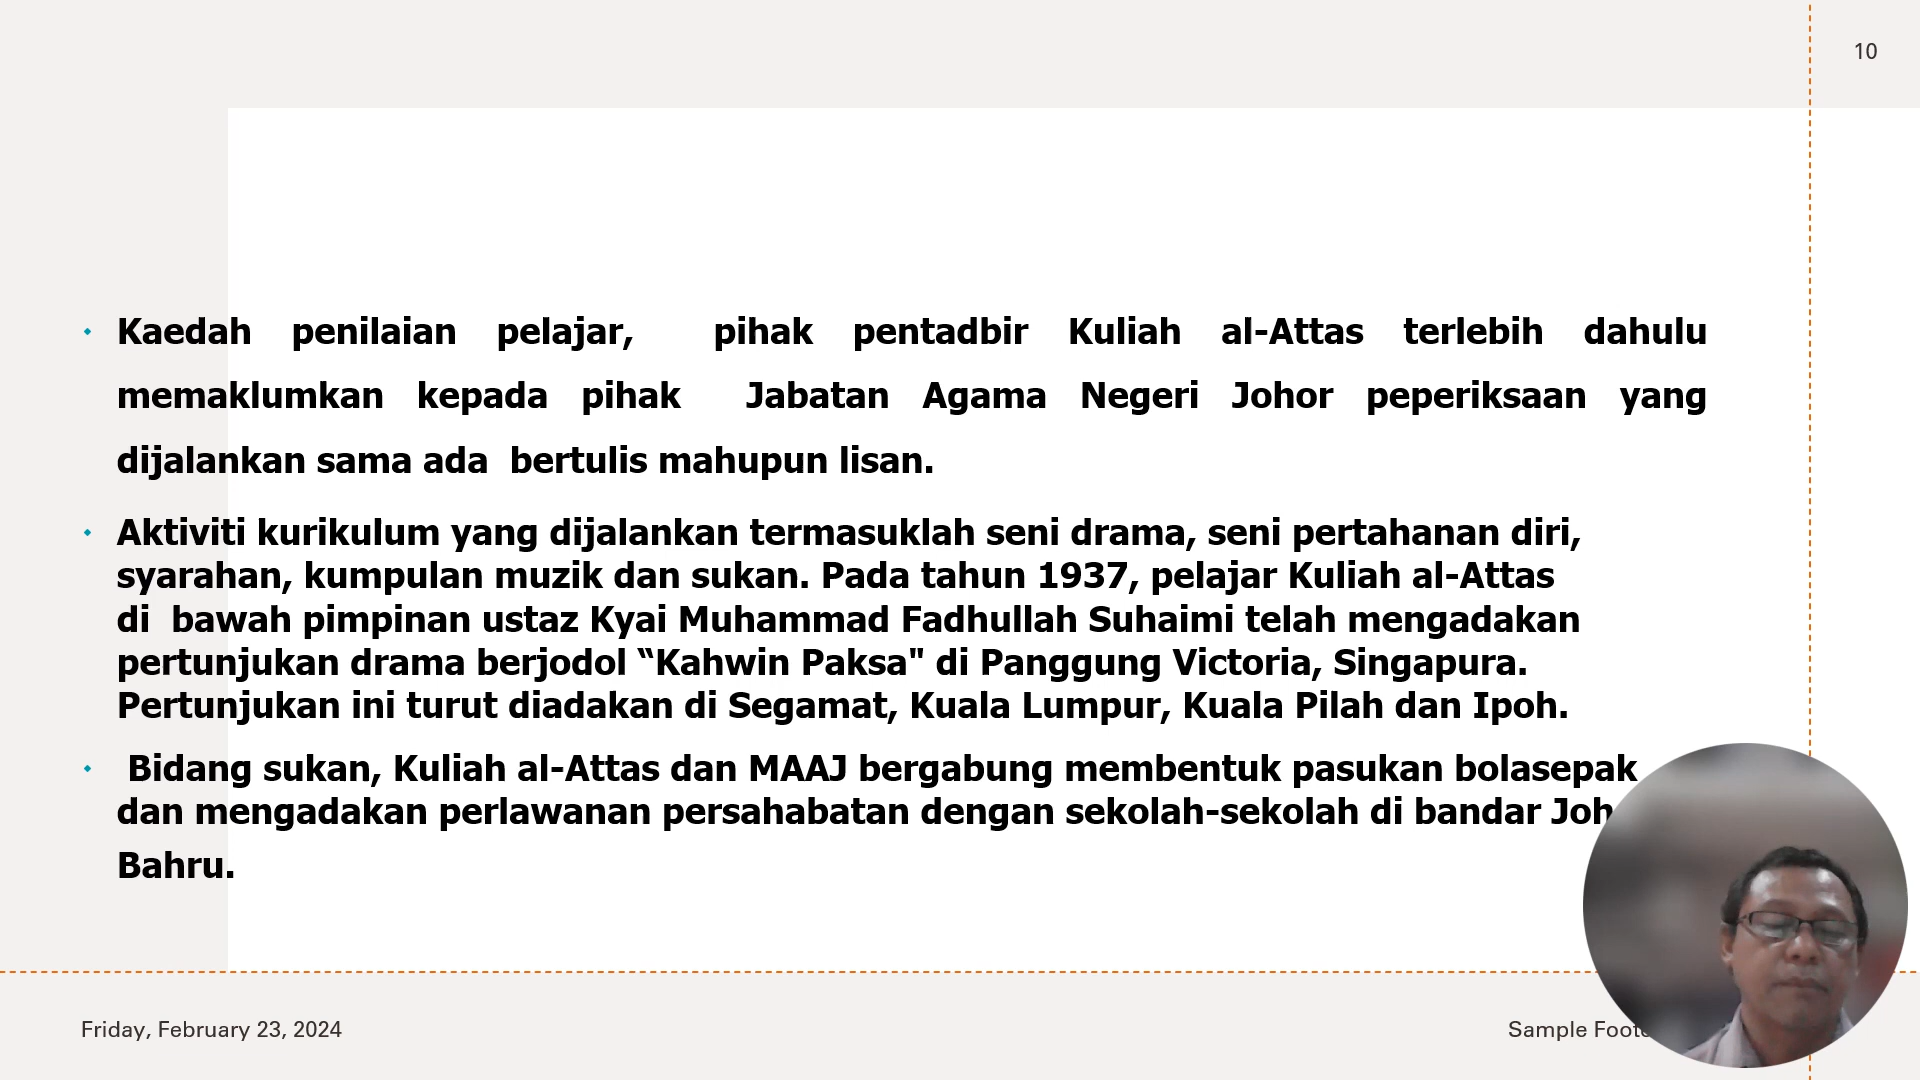 10
Kaedah penilaian pelajar, pihak pentadbir Kuliah al-Attas terlebih dahulu
memaklumkan kepada pihak Jabatan Agama Negeri Johor peperiksaan yang
dijalankan sama ada bertulis mahupun lisan.
Aktiviti kurikulum yang dijalankan termasuklah seni drama, seni pertahanan diri,
syarahan, kumpulan muzik dan sukan. Pada tahun 1937, pelajar Kuliah al-Attas
di bawah pimpinan ustaz Kyai Muhammad Fadhullah Suhaimi telah mengadakan
pertunjukan drama berjodol “Kahwin Paksa" di Panggung Victoria, Singapura.
Pertunjukan ini turut diadakan di Segamat, Kuala Lumpur, Kuala Pilah dan Ipoh.
Bidang sukan, Kuliah al-Attas dan MAAJ bergabung membentuk pasukan bolasepak
dan mengadakan perlawanan persahabatan dengan sekolah-sekolah di bandar
Bahru.
Friday, February 23, 2024
Sample